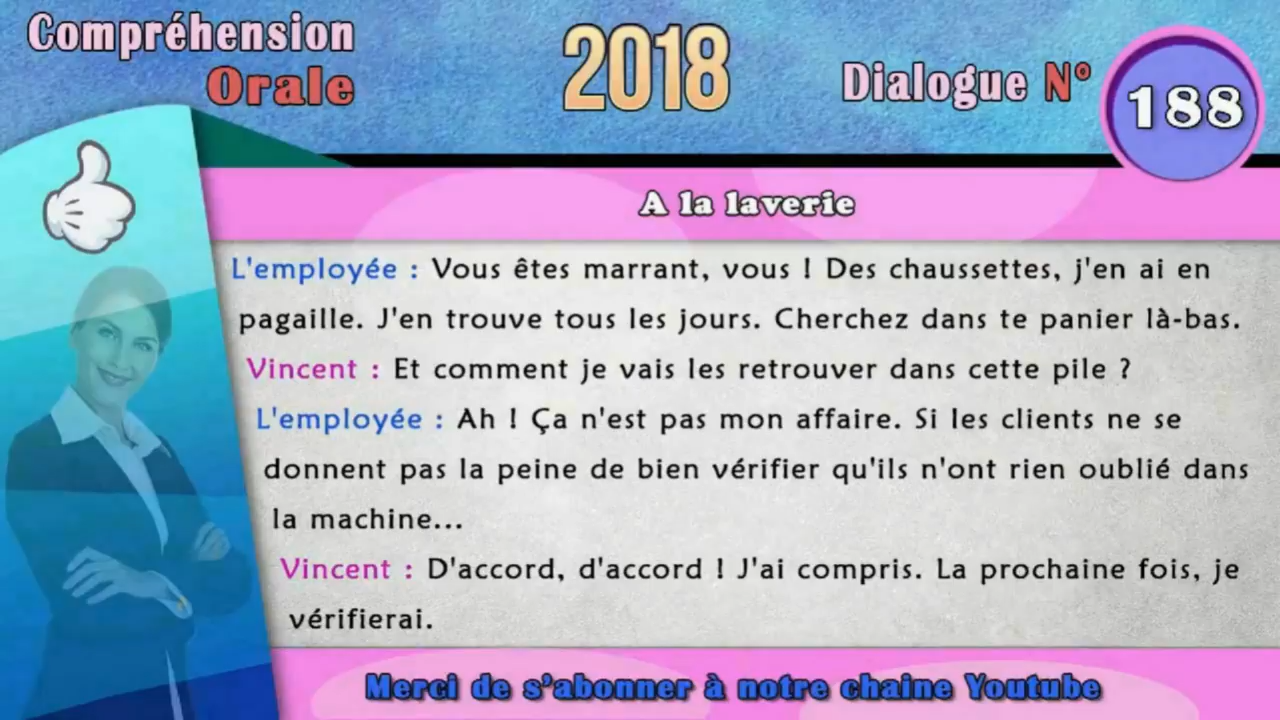 Compréhension
Orale
2018
Dialogue N°
188
A la laverie
L'employée : Vous êtes marrant, vous ! Des chaussettes, j'en ai en
pagaille. J'en trouve tous les jours. Cherchez dans te panier là-bas.
Vincent : Et comment je vais les retrouver dans cette pile ?
L'employée : Ah ! Ça n'est pas mon affaire. Si les clients ne se
donnent pas la peine de bien vérifier qu'ils n'ont rien oublié dans
la machine...
Vincent : D'accord, d'accord ! J'ai compris. La prochaine fois, je
vérifierai.
Merci de s'abonner à notre chaine Youtube